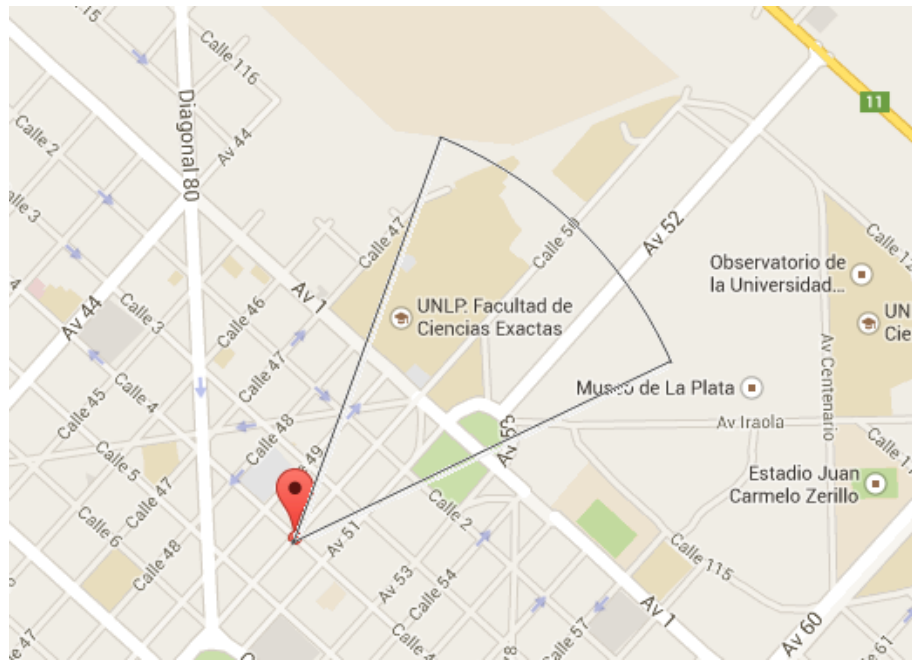 Calle 116
11
Diagonal 80
Av 44
Calle 2
Calle 3
Calle 47
Calle 50
Av 52
Observatorio de
la Universidad...
Av 1
Av 44
Calle 3
Calle 46
UNLP. Facultad de
Ciencias Exactas
UN
Cie
Calle 47
Av Centenario
Museo de La Plata
Calle 45
Calle 4
Av Iraola
Calle 48
Av 53
Calle 5
49
Estadio Juan
Carmelo Zerillo
Calle 47
Calle 6
Calle 2
Av 51
Calle 48
Calle 115
Av 53
Calle 54
Av 1
Calle 57
Av 60
47